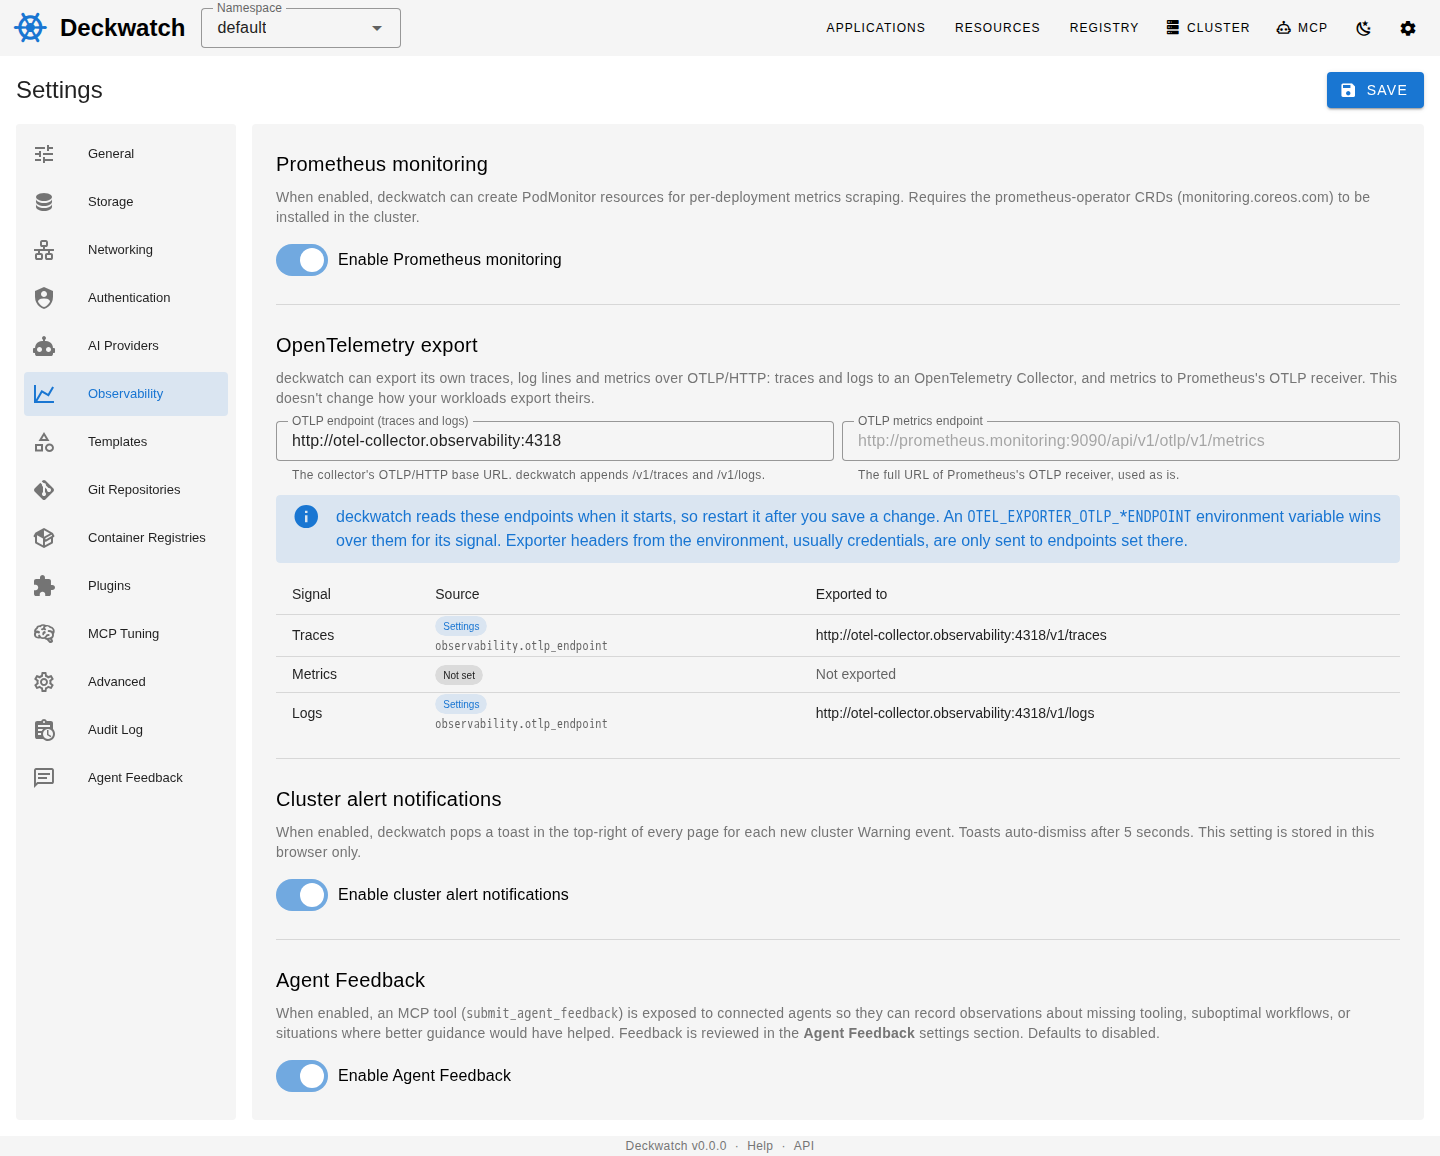 Deckwatch
Namespace
default
APPLICATIONS
RESOURCES
REGISTRY
CLUSTER
MCP
Settings
SAVE
General
Storage
Networking
Authentication
AI Providers
Observability
Templates
Git Repositories
Container Registries
Plugins
MCP Tuning
Advanced
Audit Log
Agent Feedback
Prometheus monitoring
When enabled, deckwatch can create PodMonitor resources for per-deployment metrics scraping. Requires the prometheus-operator CRDs (monitoring.coreos.com) to be
installed in the cluster.
Enable Prometheus monitoring
OpenTelemetry export
deckwatch can export its own traces, log lines and metrics over OTLP/HTTP: traces and logs to an OpenTelemetry Collector, and metrics to Prometheus's OTLP receiver. This
doesn't change how your workloads export theirs.
OTLP endpoint (traces and logs)
http://otel-collector.observability:4318
The collector's OTLP/HTTP base URL. deckwatch appends /v1/traces and /v1/logs.
OTLP metrics endpoint
http://prometheus.monitoring:9090/api/v1/otlp/v1/metrics
The full URL of Prometheus's OTLP receiver, used as is.
deckwatch reads these endpoints when it starts, so restart it after you save a change. An OTEL_EXPORTER_OTLP_*ENDPOINT environment variable wins
over them for its signal. Exporter headers from the environment, usually credentials, are only sent to endpoints set there.
Signal Source Exported to
Traces Settings observability.otlp_endpoint http://otel-collector.observability:4318/v1/traces
Metrics Not set Not exported
Logs Settings observability.otlp_endpoint http://otel-collector.observability:4318/v1/logs
Cluster alert notifications
When enabled, deckwatch pops a toast in the top-right of every page for each new cluster Warning event. Toasts auto-dismiss after 5 seconds. This setting is stored in this
browser only.
Enable cluster alert notifications
Agent Feedback
When enabled, an MCP tool (submit_agent_feedback) is exposed to connected agents so they can record observations about missing tooling, suboptimal workflows, or
situations where better guidance would have helped. Feedback is reviewed in the Agent Feedback settings section. Defaults to disabled.
Enable Agent Feedback
Deckwatch v0.0.0 · Help · API